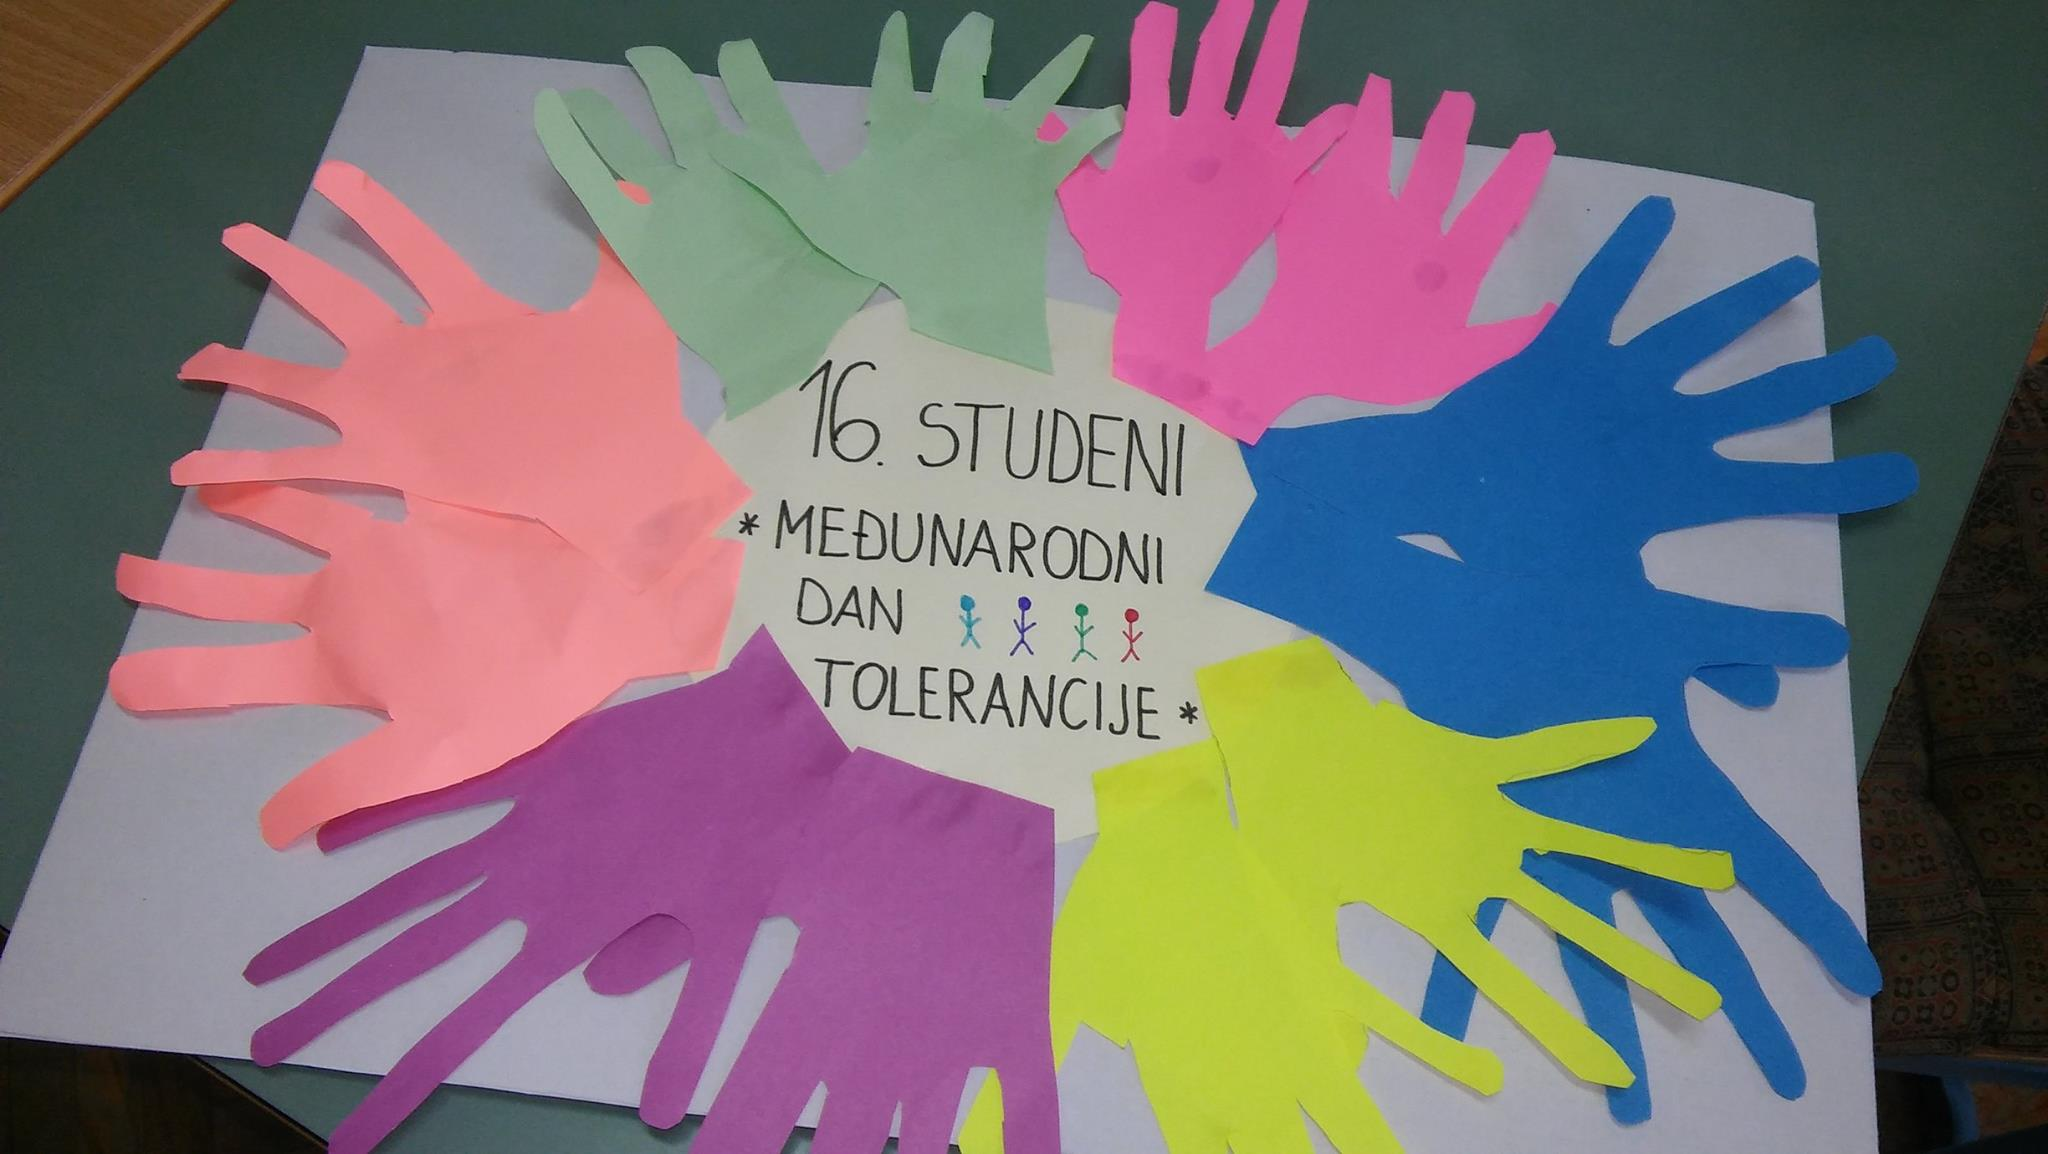 16. STUDENI
* MEĐUNARODNI
DAN
TOLERANCIJE *